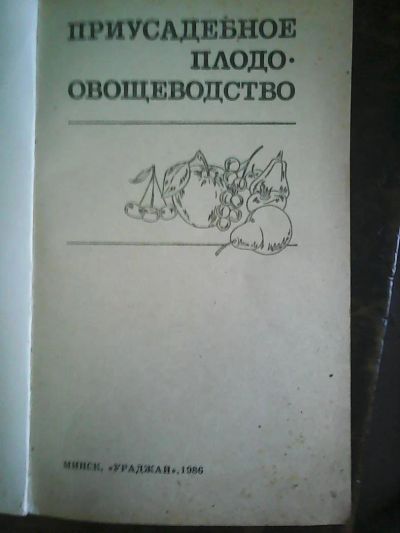 ПРИУСАДЕБНОЕ
ПЛОДО-
ОВОЩЕВОДСТВО
МИНСК, «УРАДЖАЙ», 1986